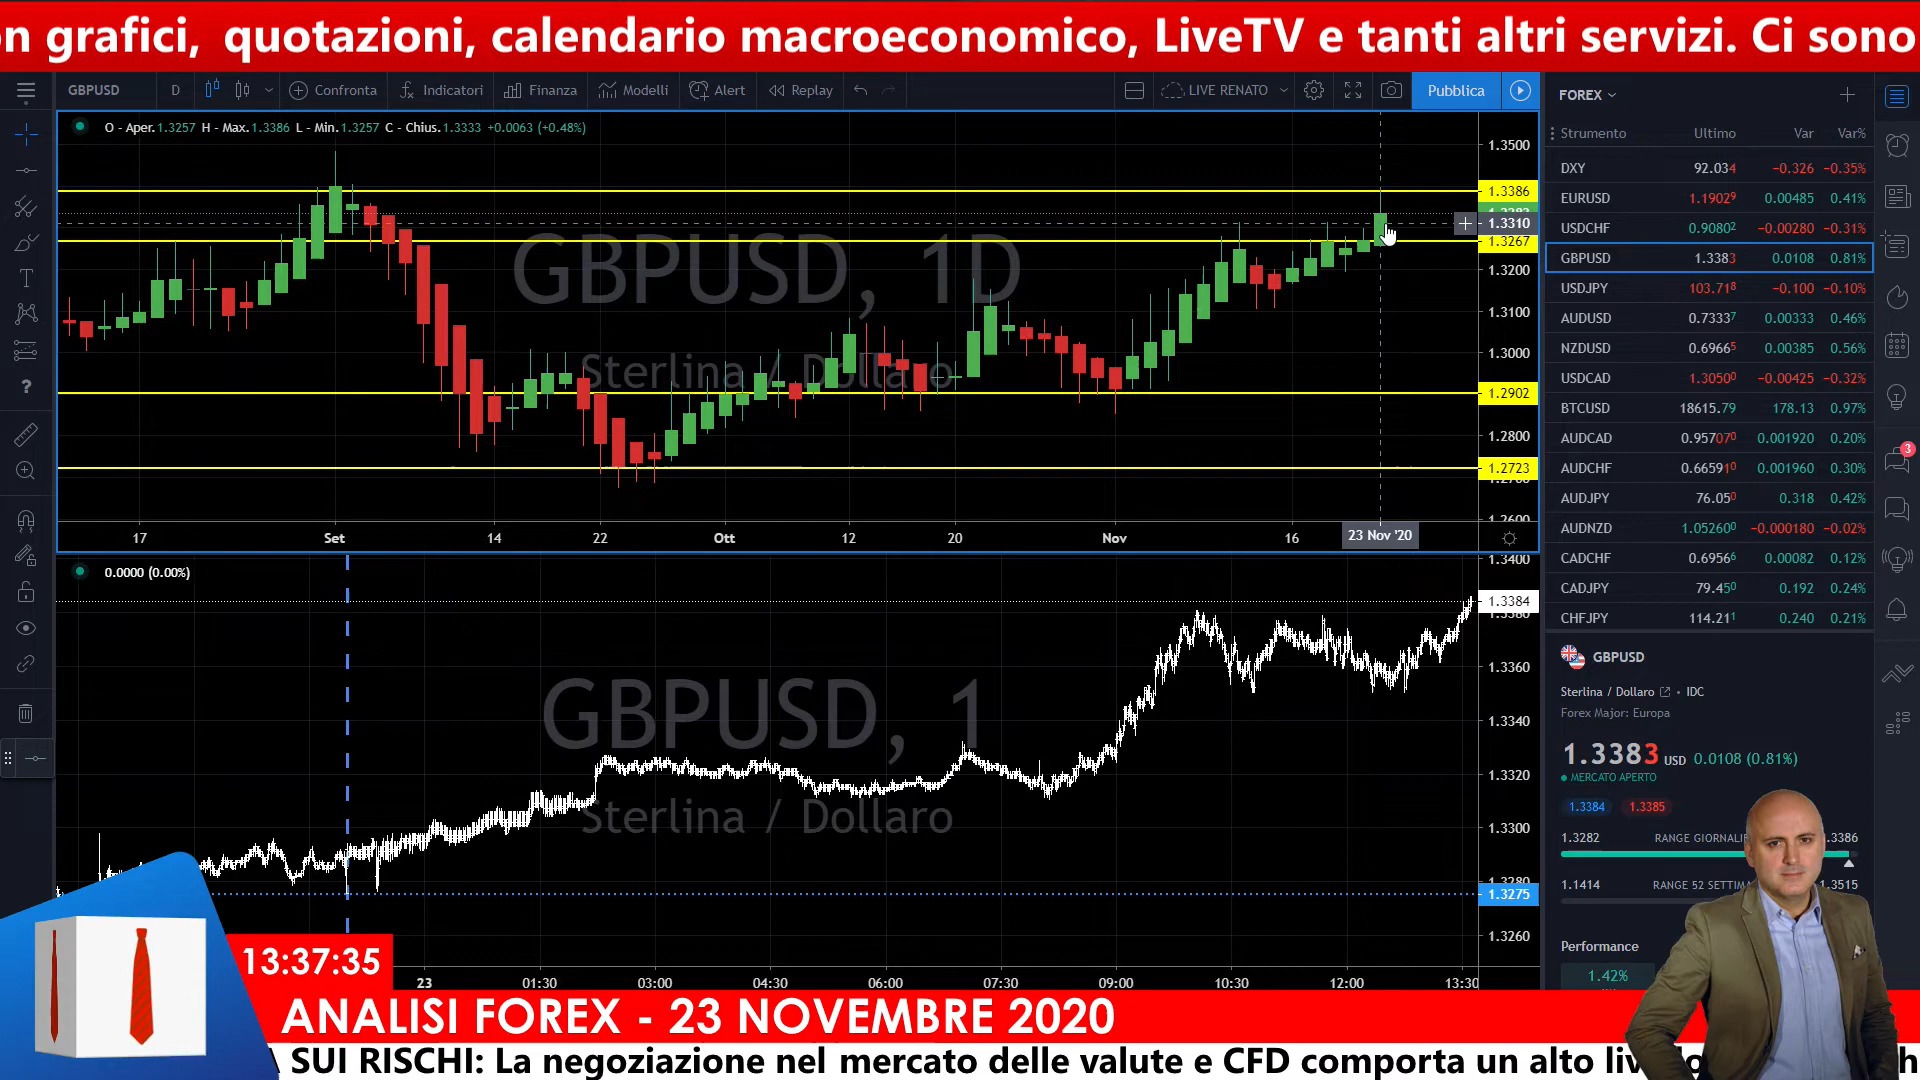 n grafici, quotazioni, calendario macroeconomico, LiveTV e tanti altri servizi. Ci sono
GBPUSD D Confronta Indicatori Finanza Modelli Alert Replay LIVE RENATO Pubblica
O - Aper.1.3257 H - Max.1.3386 L - Min.1.3257 C - Chius.1.3333 +0.0063 (+0.48%)
GBPUSD, 1D
Sterlina / Dollaro
1.3500
1.3386
1.3310
1.3267
1.3200
1.3100
1.3000
1.2902
1.2800
1.2723
1.2600
17 Set 14 22 Ott 12 20 Nov 16 23 Nov '20
0.0000 (0.00%)
GBPUSD, 1
Sterlina / Dollaro
1.3400
1.3384
1.3360
1.3340
1.3320
1.3300
1.3280
1.3275
1.3260
23 01:30 03:00 04:30 06:00 07:30 09:00 10:30 12:00 13:30
FOREX
Strumento Ultimo Var Var%
DXY 92.034 −0.326 −0.35%
EURUSD 1.19029 0.00485 0.41%
USDCHF 0.90802 −0.00280 −0.31%
GBPUSD 1.3383 0.0108 0.81%
USDJPY 103.718 −0.100 −0.10%
AUDUSD 0.73337 0.00333 0.46%
NZDUSD 0.69665 0.00385 0.56%
USDCAD 1.30500 −0.00425 −0.32%
BTCUSD 18615.79 178.13 0.97%
AUDCAD 0.957070 0.001920 0.20%
AUDCHF 0.665910 0.001960 0.30%
AUDJPY 76.050 0.318 0.42%
AUDNZD 1.052600 −0.000180 −0.02%
CADCHF 0.69566 0.00082 0.12%
CADJPY 79.450 0.192 0.24%
CHFJPY 114.211 0.240 0.21%
3
GBPUSD
Sterlina / Dollaro • IDC
Forex Major: Europa
1.3383 USD 0.0108 (0.81%)
MERCATO APERTO
1.3384 1.3385
1.3282 RANGE GIORNALIE 1.3386
1.1414 RANGE 52 SETTIMA 1.3515
Performance
1.42%
13:37:35
ANALISI FOREX - 23 NOVEMBRE 2020
A SUI RISCHI: La negoziazione nel mercato delle valute e CFD comporta un alto